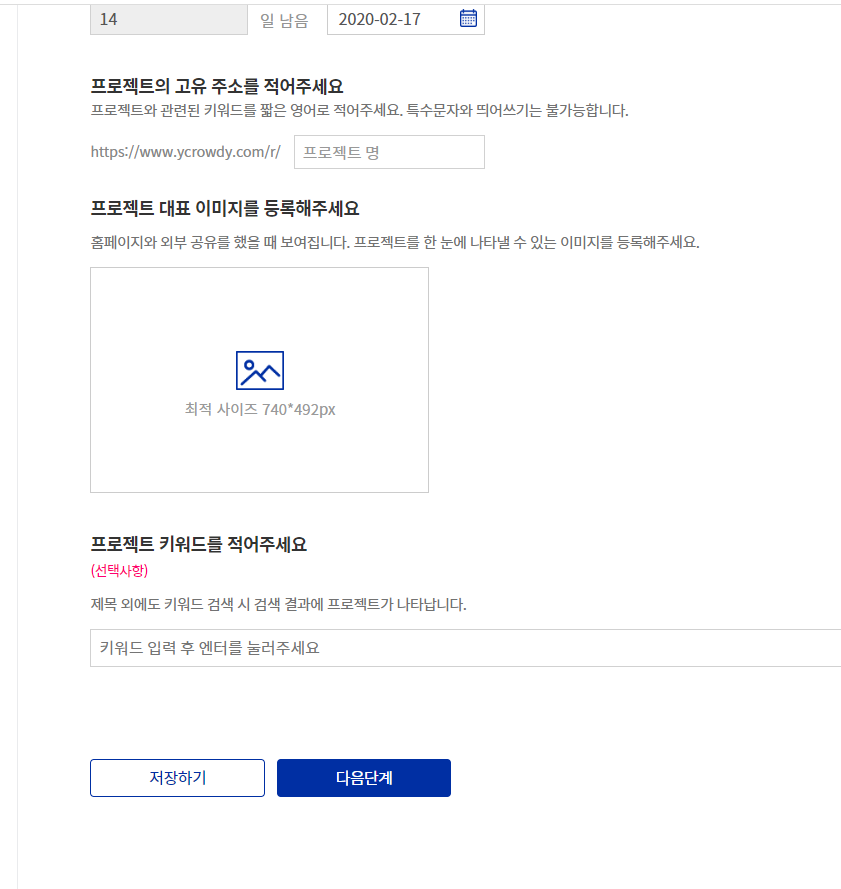 14 일 남음 2020-02-17
프로젝트의 고유 주소를 적어주세요
프로젝트와 관련된 키워드를 짧은 영어로 적어주세요. 특수문자와 띄어쓰기는 불가능합니다.
https://www.ycrowdy.com/r/ 프로젝트 명
프로젝트 대표 이미지를 등록해주세요
홈페이지와 외부 공유를 했을 때 보여집니다. 프로젝트를 한 눈에 나타낼 수 있는 이미지를 등록해주세요.
최적 사이즈 740*492px
프로젝트 키워드를 적어주세요
(선택사항)
제목 외에도 키워드 검색 시 검색 결과에 프로젝트가 나타납니다.
키워드 입력 후 엔터를 눌러주세요
저장하기 다음단계